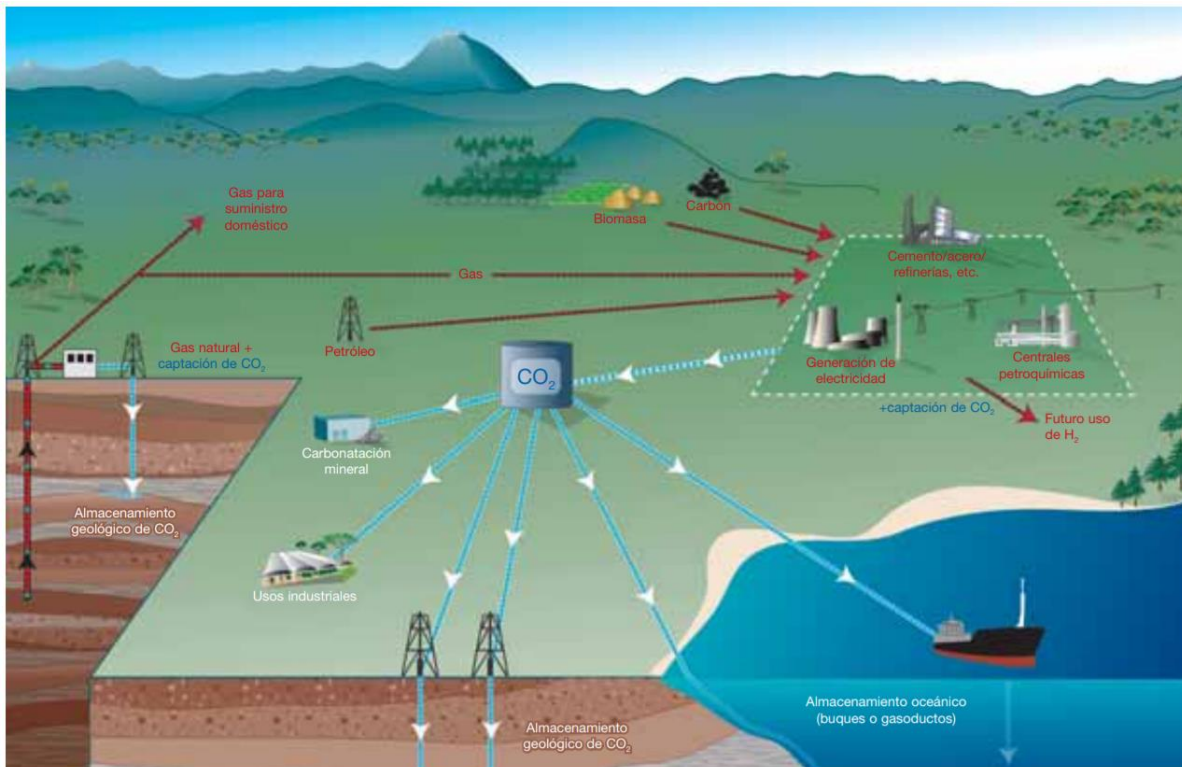 Gas para
suministro
doméstico
Biomasa
Carbón
Gas
Cemento/acero/
refinerías, etc.
Petróleo
Gas natural +
captación de CO₂
Generación de
electricidad
Centrales
petroquímicas
+captación de CO₂
Futuro uso
de H₂
CO₂
Carbonatación
mineral
Almacenamiento
geológico de CO₂
Usos industriales
Almacenamiento
geológico de CO₂
Almacenamiento oceánico
(buques o gasoductos)